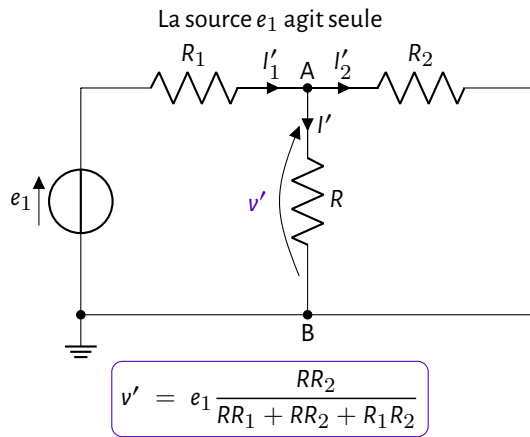 La source e₁ agit seule
R₁ I′₁ A I′₂ R₂
I′
e₁ v′ R
B
v′ = e₁ RR₂ / (RR₁ + RR₂ + R₁R₂)